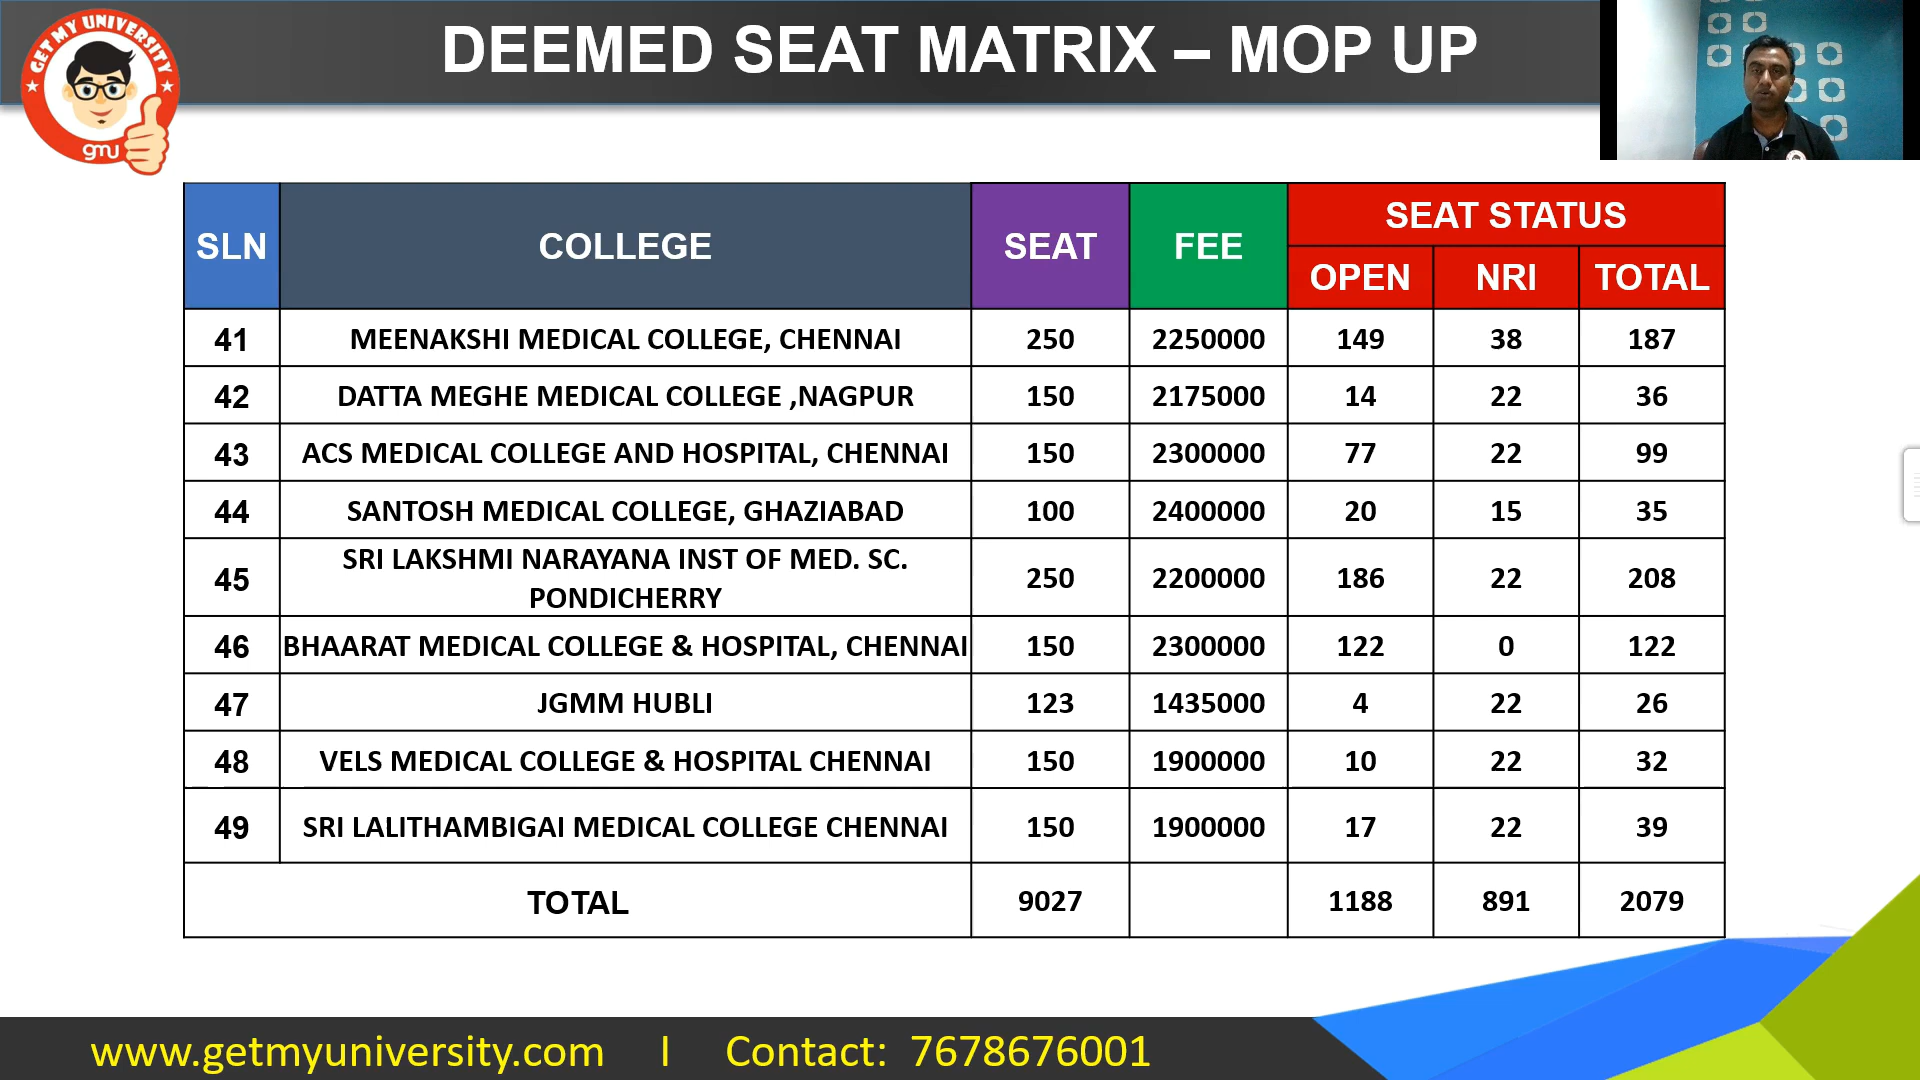 GET MY UNIVERSITY
gmu
DEEMED SEAT MATRIX – MOP UP
SLN COLLEGE SEAT FEE SEAT STATUS
OPEN NRI TOTAL
41 MEENAKSHI MEDICAL COLLEGE, CHENNAI 250 2250000 149 38 187
42 DATTA MEGHE MEDICAL COLLEGE ,NAGPUR 150 2175000 14 22 36
43 ACS MEDICAL COLLEGE AND HOSPITAL, CHENNAI 150 2300000 77 22 99
44 SANTOSH MEDICAL COLLEGE, GHAZIABAD 100 2400000 20 15 35
45 SRI LAKSHMI NARAYANA INST OF MED. SC.
PONDICHERRY 250 2200000 186 22 208
46 BHAARAT MEDICAL COLLEGE & HOSPITAL, CHENNAI 150 2300000 122 0 122
47 JGMM HUBLI 123 1435000 4 22 26
48 VELS MEDICAL COLLEGE & HOSPITAL CHENNAI 150 1900000 10 22 32
49 SRI LALITHAMBIGAI MEDICAL COLLEGE CHENNAI 150 1900000 17 22 39
TOTAL 9027 1188 891 2079
www.getmyuniversity.com I Contact: 7678676001